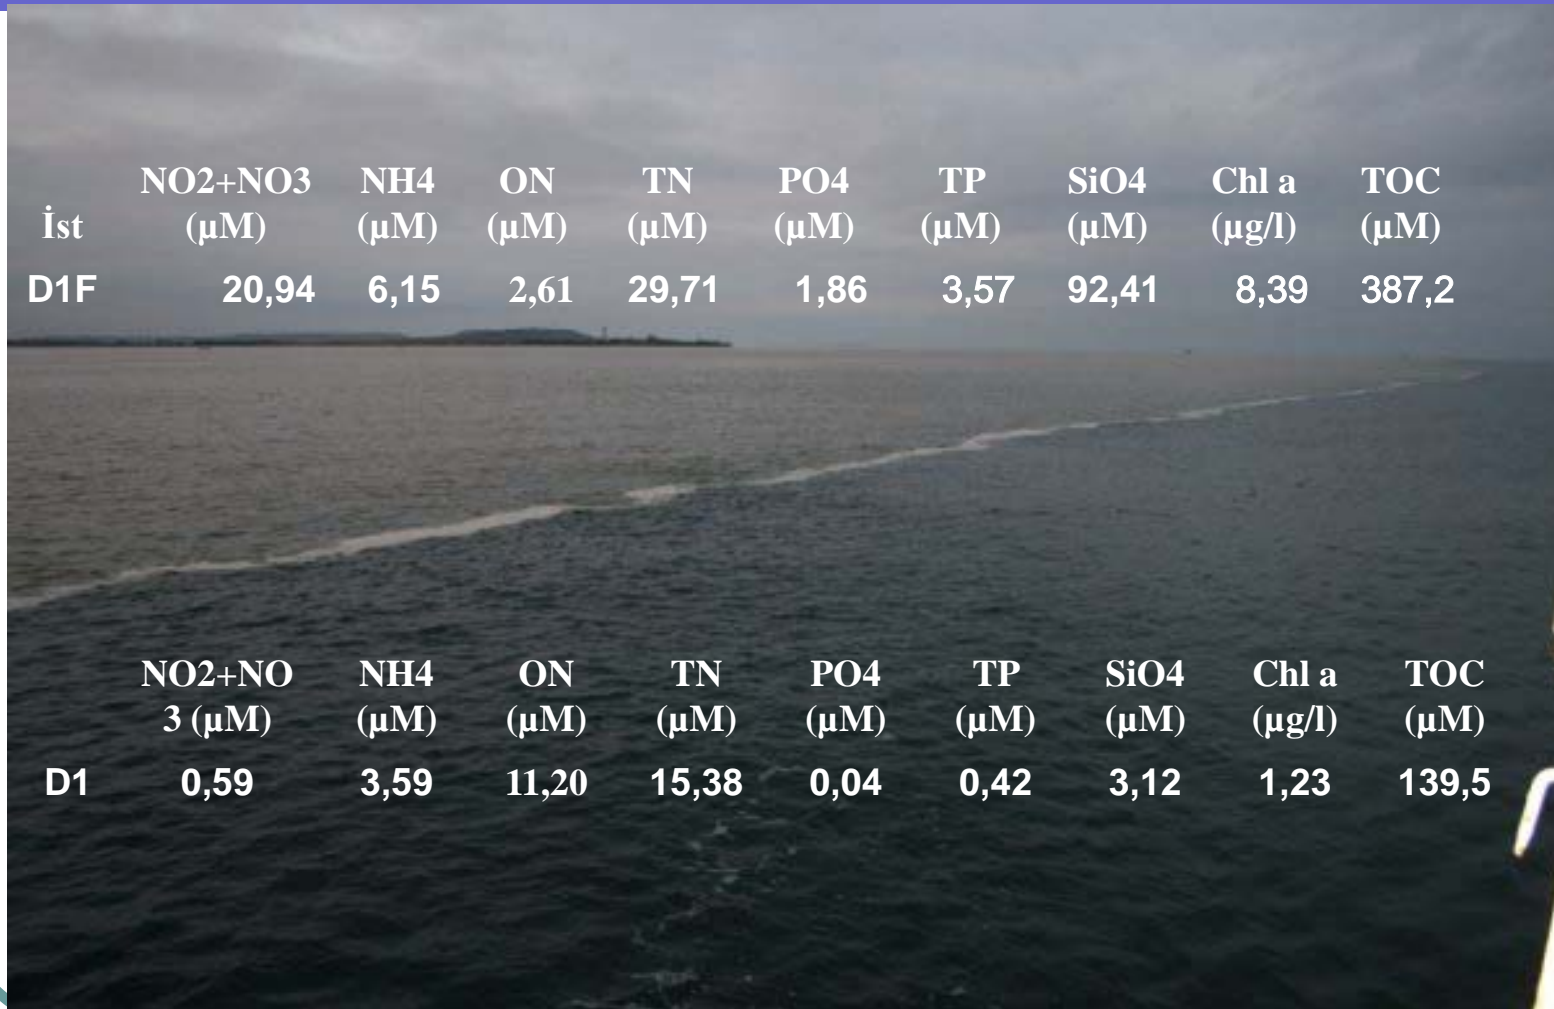 NO2+NO3 NH4 ON TN PO4 TP SiO4 Chl a TOC
İst (µM) (µM) (µM) (µM) (µM) (µM) (µM) (µg/l) (µM)
D1F 20,94 6,15 2,61 29,71 1,86 3,57 92,41 8,39 387,2
NO2+NO NH4 ON TN PO4 TP SiO4 Chl a TOC
3 (µM) (µM) (µM) (µM) (µM) (µM) (µM) (µg/l) (µM)
D1 0,59 3,59 11,20 15,38 0,04 0,42 3,12 1,23 139,5